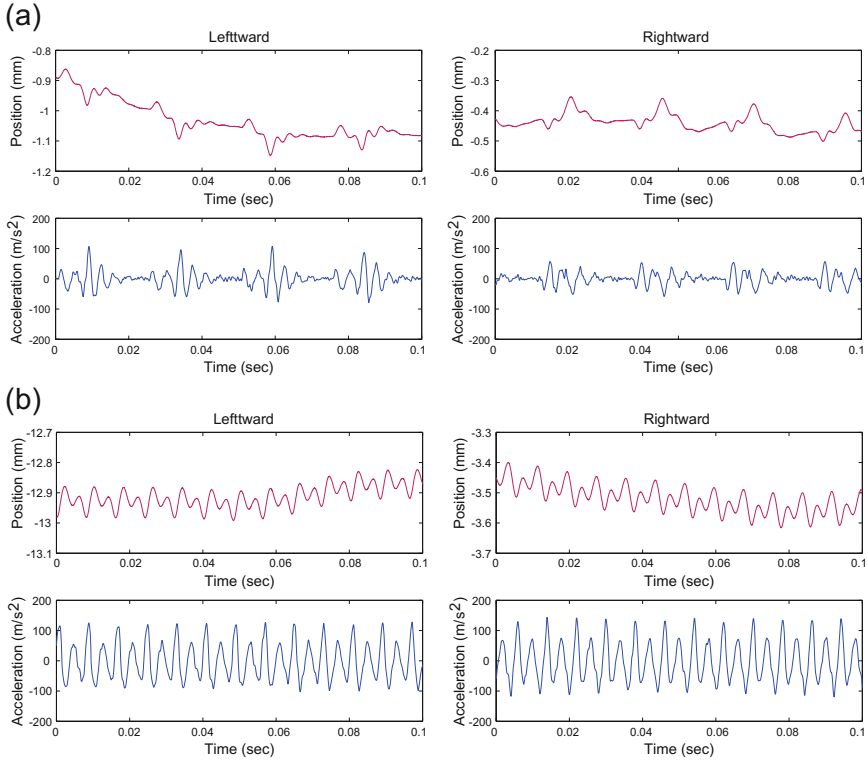 (a)
Leftward Rightward
-0.8
-0.9
-1
-1.1
-1.2
Position (mm)
0 0.02 0.04 0.06 0.08 0.1
Time (sec)
-0.2
-0.3
-0.4
-0.5
-0.6
Position (mm)
0 0.02 0.04 0.06 0.08 0.1
Time (sec)
200
100
0
-100
-200
Acceleration (m/s2)
0 0.02 0.04 0.06 0.08 0.1
Time (sec)
200
100
0
-100
-200
Acceleration (m/s2)
0 0.02 0.04 0.06 0.08 0.1
Time (sec)
(b)
Lefttward Rightward
-12.7
-12.8
-12.9
-13
-13.1
Position (mm)
0 0.02 0.04 0.06 0.08 0.1
Time (sec)
-3.3
-3.4
-3.5
-3.6
-3.7
Position (mm)
0 0.02 0.04 0.06 0.08 0.1
Time (sec)
200
100
0
-100
-200
Acceleration (m/s2)
0 0.02 0.04 0.06 0.08 0.1
Time (sec)
200
100
0
-100
-200
Acceleration (m/s2)
0 0.02 0.04 0.06 0.08 0.1
Time (sec)